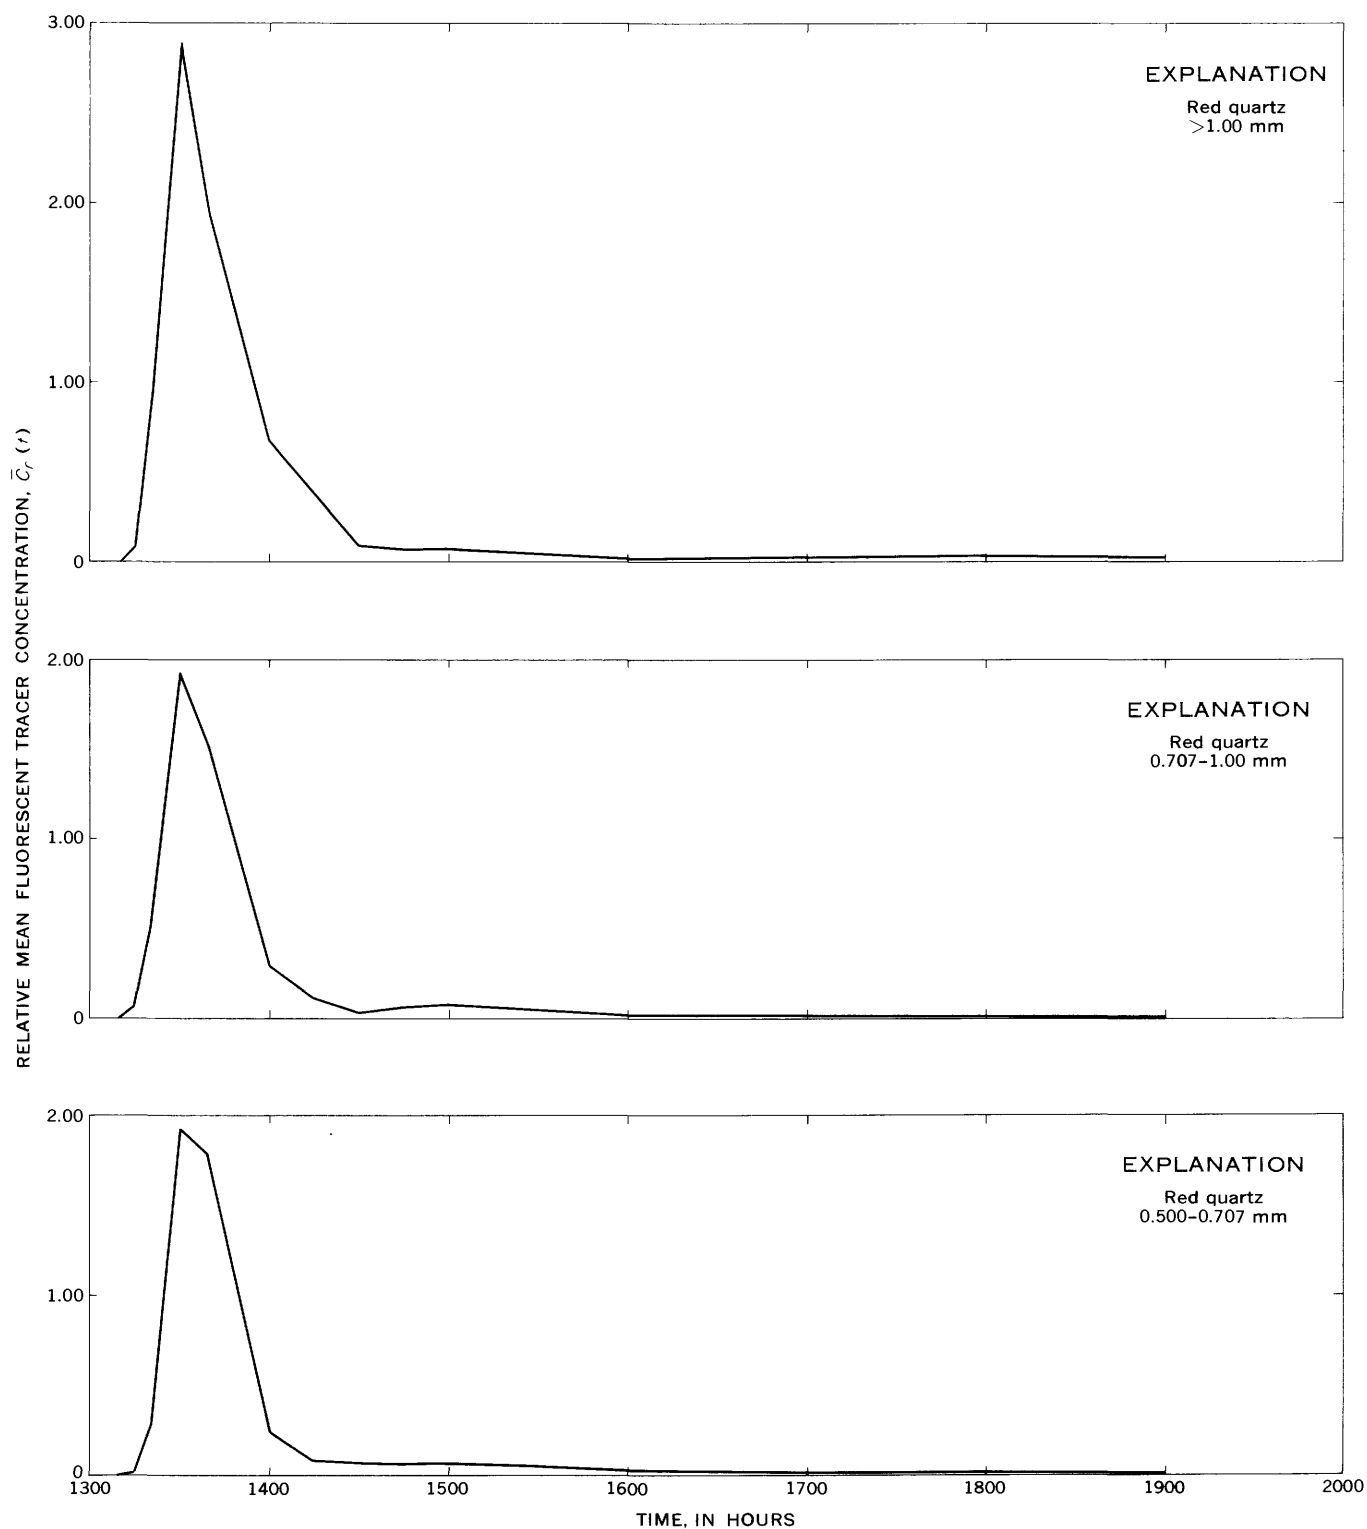 RELATIVE MEAN FLUORESCENT TRACER CONCENTRATION, C̅r (t)
3.00
2.00
1.00
0
EXPLANATION
Red quartz
>1.00 mm
2.00
1.00
0
EXPLANATION
Red quartz
0.707–1.00 mm
2.00
1.00
0
EXPLANATION
Red quartz
0.500–0.707 mm
1300 1400 1500 1600 1700 1800 1900 2000
TIME, IN HOURS